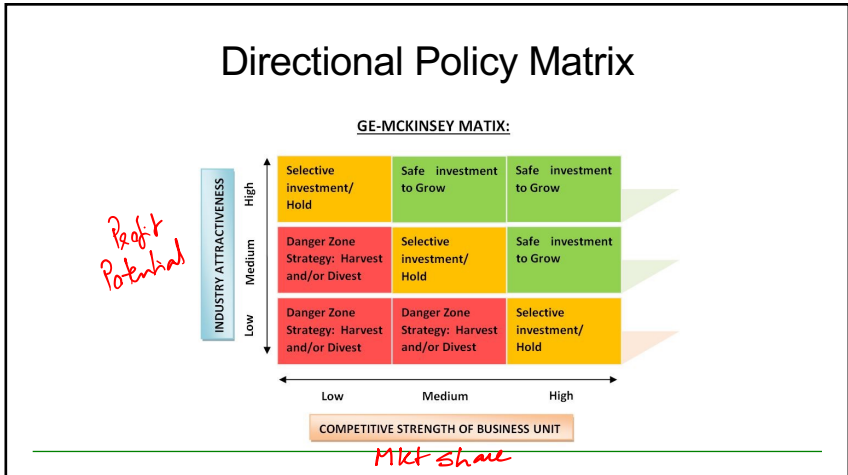 Directional Policy Matrix
GE-MCKINSEY MATIX:
INDUSTRY ATTRACTIVENESS
Profit
Potential
High
Selective
investment/
Hold
Safe investment
to Grow
Safe investment
to Grow
Medium
Danger Zone
Strategy: Harvest
and/or Divest
Selective
investment/
Hold
Safe investment
to Grow
Low
Danger Zone
Strategy: Harvest
and/or Divest
Danger Zone
Strategy: Harvest
and/or Divest
Selective
investment/
Hold
Low Medium High
COMPETITIVE STRENGTH OF BUSINESS UNIT
Mkt share